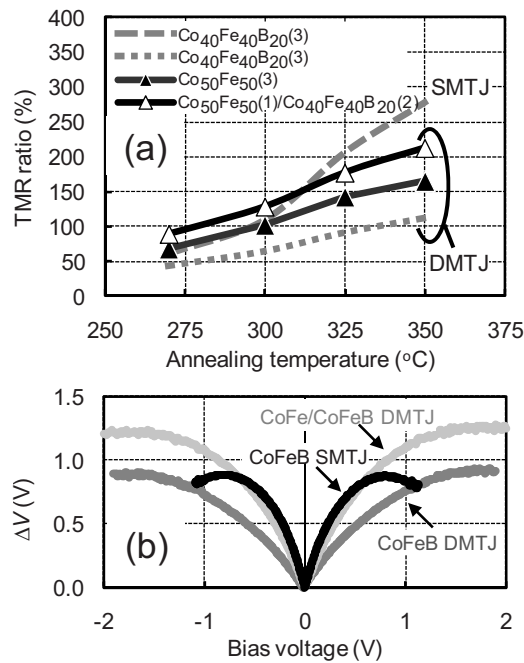 400
350
300
250
200
150
100
50
0
TMR ratio (%)
Co40Fe40B20(3)
Co40Fe40B20(3)
Co50Fe50(3)
Co50Fe50(1)/Co40Fe40B20(2)
(a)
SMTJ
DMTJ
250 275 300 325 350 375
Annealing temperature (°C)
1.5
1.0
0.5
0.0
ΔV (V)
CoFe/CoFeB DMTJ
CoFeB SMTJ
CoFeB DMTJ
(b)
-2 -1 0 1 2
Bias voltage (V)